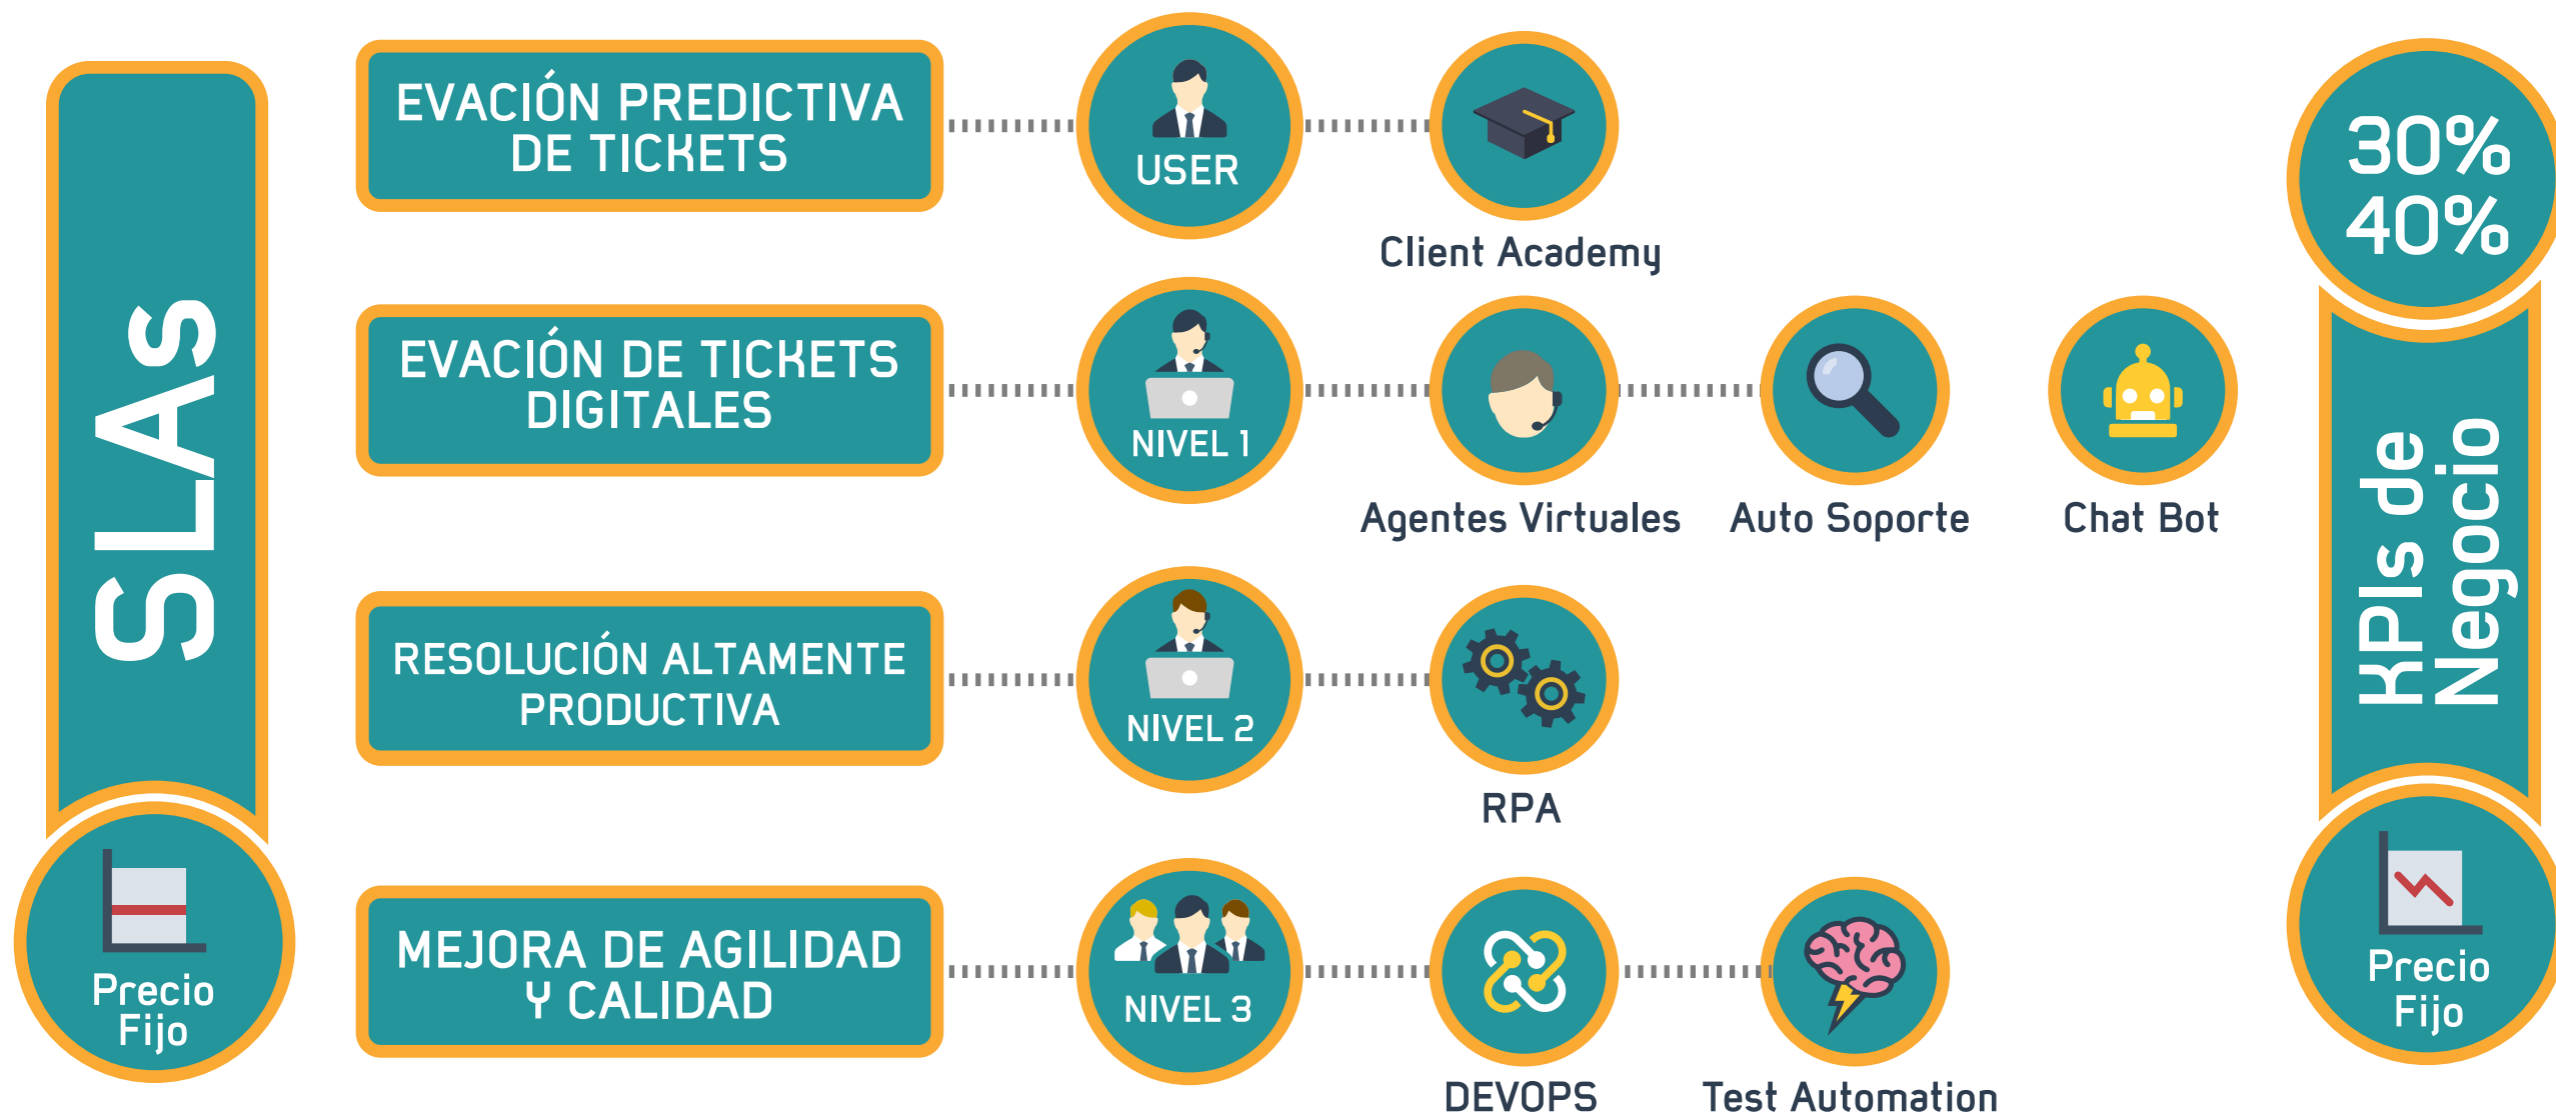 SLAs
Precio
Fijo
EVACIÓN PREDICTIVA
DE TICKETS
USER
Client Academy
EVACIÓN DE TICKETS
DIGITALES
NIVEL 1
Agentes Virtuales
Auto Soporte
Chat Bot
RESOLUCIÓN ALTAMENTE
PRODUCTIVA
NIVEL 2
RPA
MEJORA DE AGILIDAD
Y CALIDAD
NIVEL 3
DEVOPS
Test Automation
30%
40%
KPIs de
Negocio
Precio
Fijo